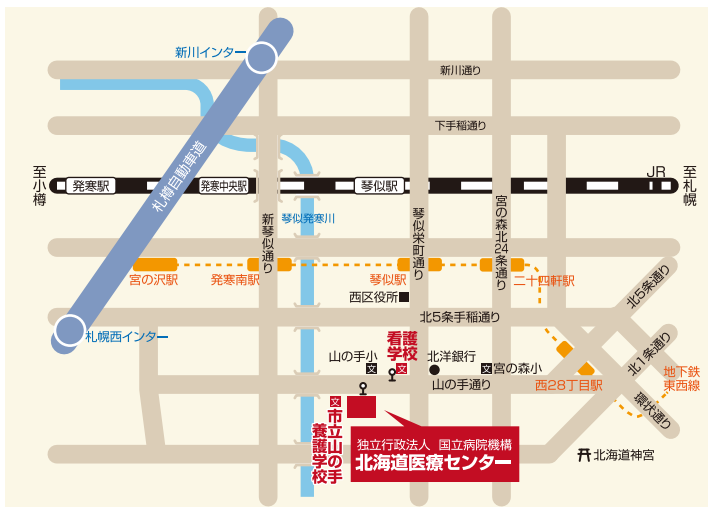 新川インター
新川通り
下手稲通り
札樽自動車道
至小樽
発寒駅
発寒中央駅
琴似駅
JR
至札幌
新琴似通り
琴似発寒川
琴似栄町通り
宮の森北24条通り
宮の沢駅
発寒南駅
琴似駅
二十四軒駅
西区役所
北5条通り
札幌西インター
北5条手稲通り
看護学校
文
山の手小
文
北洋銀行
文
宮の森小
山の手通り
西28丁目駅
北1条通り
地下鉄
東西線
環状通り
文
市立山の手
養護学校
独立行政法人 国立病院機構
北海道医療センター
北海道神宮